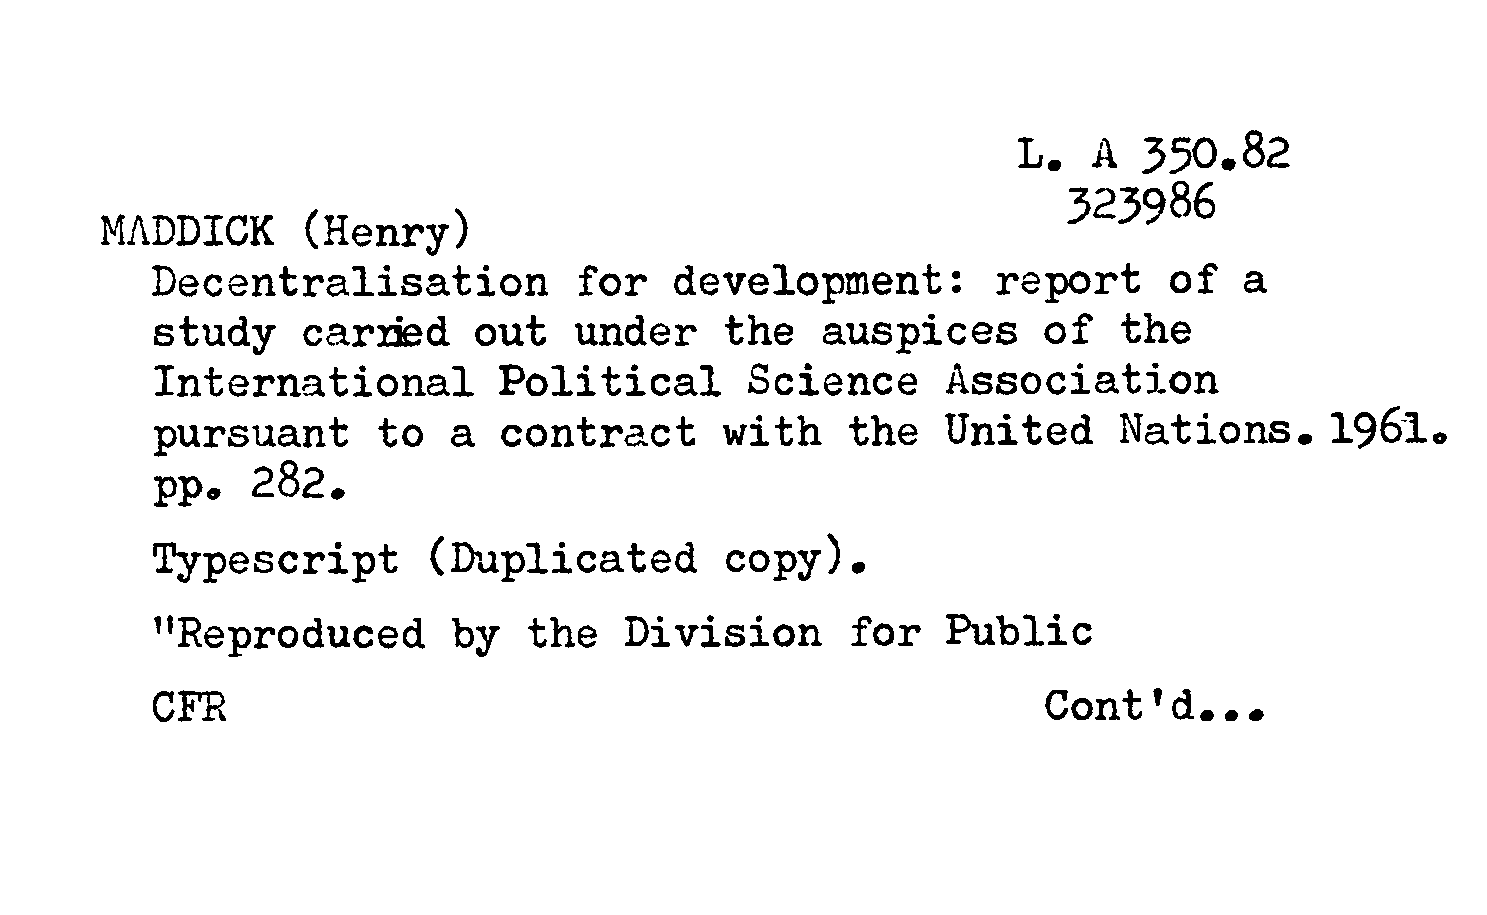 L. A 350.82
323986
MADDICK (Henry)
Decentralisation for development: report of a
study carried out under the auspices of the
International Political Science Association
pursuant to a contract with the United Nations. 1961.
pp. 282.
Typescript (Duplicated copy).
"Reproduced by the Division for Public
CFR
Cont'd...